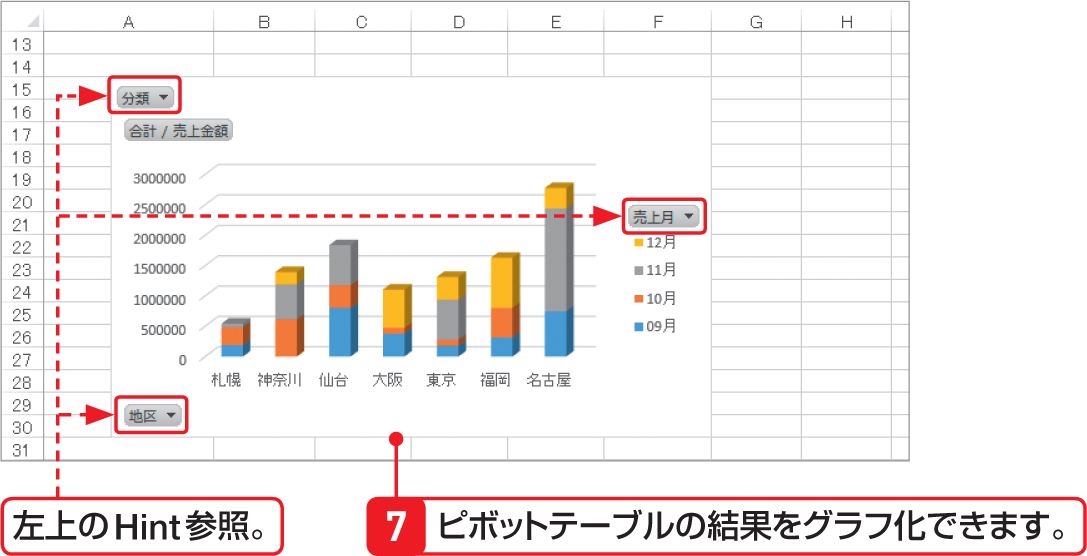 A B C D E F G H
13
14
15
16
17
18
19
20
21
22
23
24
25
26
27
28
29
30
31
分類
合計 / 売上金額
3000000
2500000
2000000
1500000
1000000
500000
0
札幌 神奈川 仙台 大阪 東京 福岡 名古屋
売上月
12月
11月
10月
09月
地区
左上のHint参照。
7 ピボットテーブルの結果をグラフ化できます。